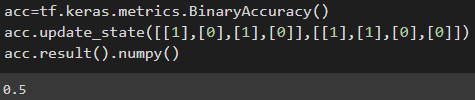 acc=tf.keras.metrics.BinaryAccuracy()
acc.update_state([[1],[0],[1],[0]],[[1],[1],[0],[0]])
acc.result().numpy()
0.5